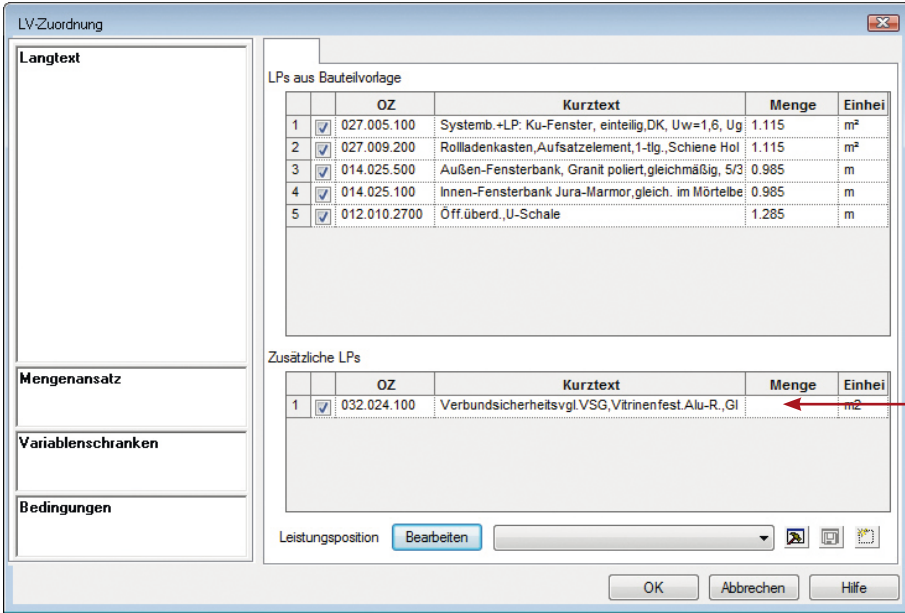 LV-Zuordnung
Langtext
Mengenansatz
Variablenschranken
Bedingungen
LPs aus Bauteilvorlage
OZ Kurztext Menge Einhei
1 027.005.100 Systemb.+LP: Ku-Fenster, einteilig,DK, Uw=1,6, Ug 1.115 m²
2 027.009.200 Rollladenkasten,Aufsatzelement,1-tlg.,Schiene Hol 1.115 m²
3 014.025.500 Außen-Fensterbank, Granit poliert,gleichmäßig, 5/3 0.985 m
4 014.025.100 Innen-Fensterbank Jura-Marmor,gleich. im Mörtelbe 0.985 m
5 012.010.2700 Öff.überd.,U-Schale 1.285 m
Zusätzliche LPs
OZ Kurztext Menge Einhei
1 032.024.100 Verbundsicherheitsvgl.VSG,Vitrinenfest.Alu-R.,Gl m2
Leistungsposition Bearbeiten
OK Abbrechen Hilfe